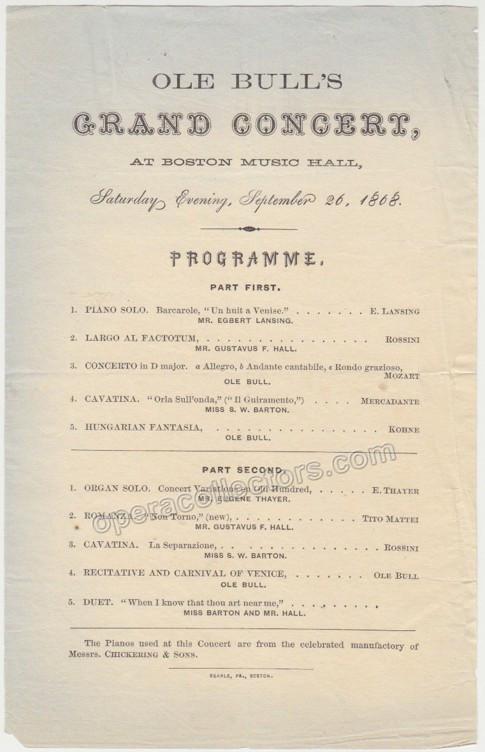 OLE BULL'S
GRAND CONCERT,
AT BOSTON MUSIC HALL,
Saturday Evening, September 26, 1868.
PROGRAMME.
PART FIRST.
1. PIANO SOLO. Barcarole, "Un huit a Venise." . . . . . . . E. LANSING
MR. EGBERT LANSING.
2. LARGO AL FACTOTUM, . . . . . . . . . . . . . . . . ROSSINI
MR. GUSTAVUS F. HALL.
3. CONCERTO in D major. a Allegro, b Andante cantabile, c Rondo grazioso,
MOZART
OLE BULL.
4. CAVATINA. "Orla Sull'onda," ("Il Guiramento,") . . . . MERCADANTE
MISS S. W. BARTON.
5. HUNGARIAN FANTASIA, . . . . . . . . . . . . . . KOHNE
OLE BULL.
PART SECOND.
1. ORGAN SOLO. Concert Variations on Old Hundred, . . . . . E. THAYER
MR. EUGENE THAYER.
2. ROMANZA. "Non Torno," (new), . . . . . . . . . . . TITO MATTEI
MR. GUSTAVUS F. HALL.
3. CAVATINA. La Separazione, . . . . . . . . . . . . . . ROSSINI
MISS S. W. BARTON.
4. RECITATIVE AND CARNIVAL OF VENICE, . . . . . . . OLE BULL
OLE BULL.
5. DUET. "When I know that thou art near me," . . . . . . . .
MISS BARTON AND MR. HALL.
The Pianos used at this Concert are from the celebrated manufactory of
Messrs. CHICKERING & SONS.
SEARLE, PR., BOSTON.
operacollectors.com